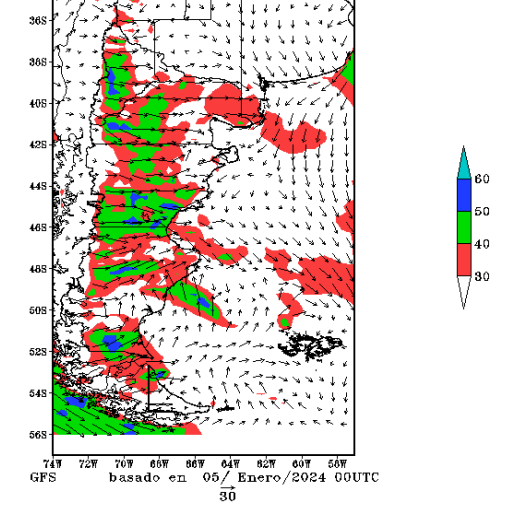 36S
38S
40S
42S
44S
46S
48S
50S
52S
54S
56S
60
50
40
30
74W 72W 70W 68W 66W 64W 62W 60W 58W
GFS basado en 05/ Enero/2024 00UTC
30